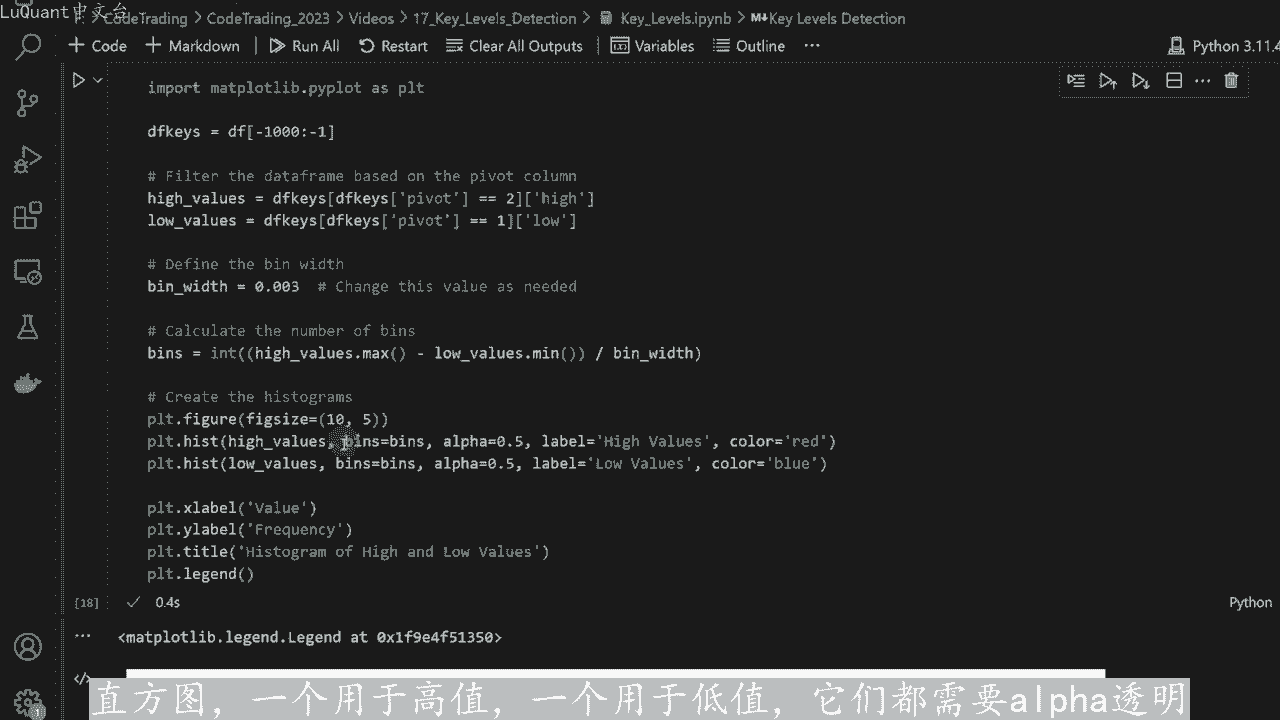 LuQuant中文台
CodeTrading > CodeTrading_2023 > Videos > 17_Key_Levels_Detection > Key_Levels.ipynb > Key Levels Detection
+ Code + Markdown Run All Restart Clear All Outputs Variables Outline ... Python 3.11.4
import matplotlib.pyplot as plt
dfkeys = df[-1000:-1]
# Filter the dataframe based on the pivot column
high_values = dfkeys[dfkeys['pivot'] == 2]['high']
low_values = dfkeys[dfkeys['pivot'] == 1]['low']
# Define the bin width
bin_width = 0.003 # Change this value as needed
# Calculate the number of bins
bins = int((high_values.max() - low_values.min()) / bin_width)
# Create the histograms
plt.figure(figsize=(10, 5))
plt.hist(high_values, bins=bins, alpha=0.5, label='High Values', color='red')
plt.hist(low_values, bins=bins, alpha=0.5, label='Low Values', color='blue')
plt.xlabel('Value')
plt.ylabel('Frequency')
plt.title('Histogram of High and Low Values')
plt.legend()
[18] 0.4s Python
... <matplotlib.legend.Legend at 0x1f9e4f51350>
</>
直方图，一个用于高值，一个用于低值，它们都需要alpha透明
1